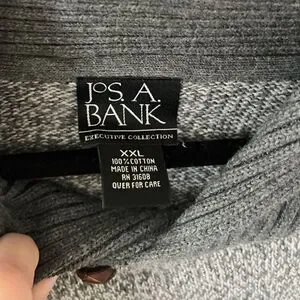 JOS. A.
BANK
EXECUTIVE COLLECTION
XXL
100% COTTON
MADE IN CHINA
RN 31608
OVER FOR CARE